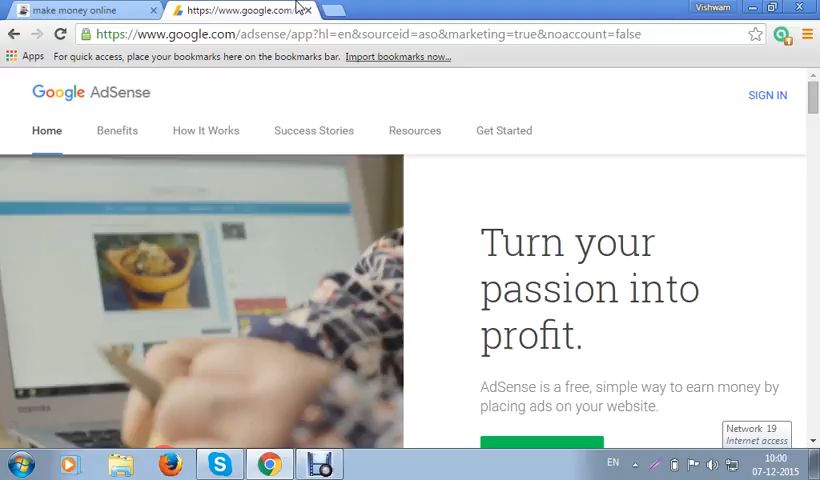 make money online
https://www.google.com/
Vishwam
https://www.google.com/adsense/app?hl=en&sourceid=aso&marketing=true&noaccount=false
Apps
For quick access, place your bookmarks here on the bookmarks bar. Import bookmarks now...
Google AdSense
SIGN IN
Home
Benefits
How It Works
Success Stories
Resources
Get Started
Turn your
passion into
profit.
AdSense is a free, simple way to earn money by
placing ads on your website.
Network 19
Internet access
EN
10:00
07-12-2015